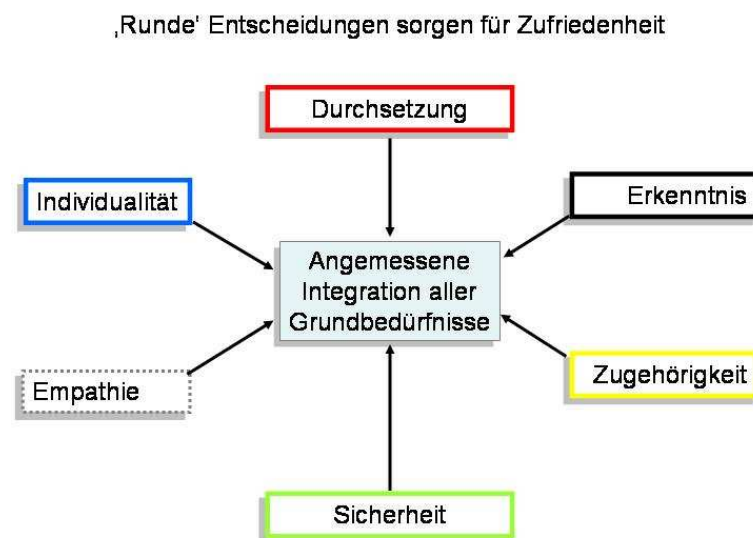 ‚Runde' Entscheidungen sorgen für Zufriedenheit
Durchsetzung
Individualität
Erkenntnis
Angemessene
Integration aller
Grundbedürfnisse
Empathie
Zugehörigkeit
Sicherheit